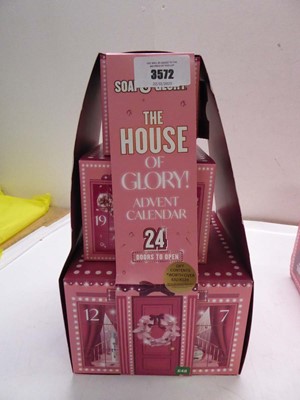 3572
SOAP & GLORY
THE
HOUSE
OF
GLORY!
ADVENT
CALENDAR
24
DOORS TO OPEN
19
12
7